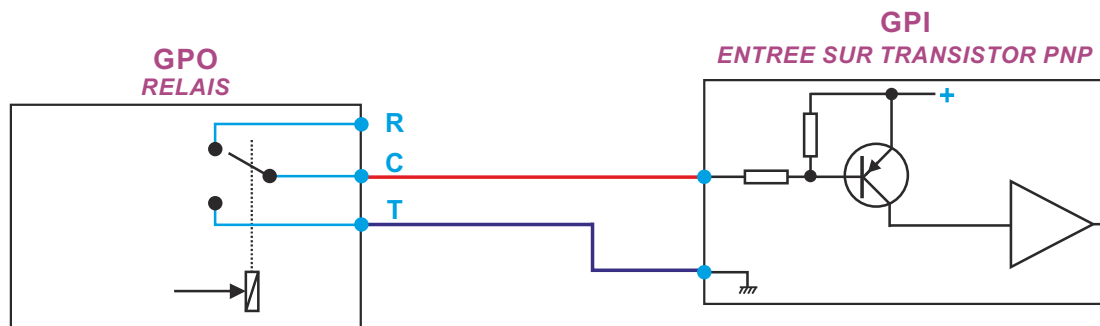 GPO
RELAIS
GPI
ENTREE SUR TRANSISTOR PNP
R
C
T
+